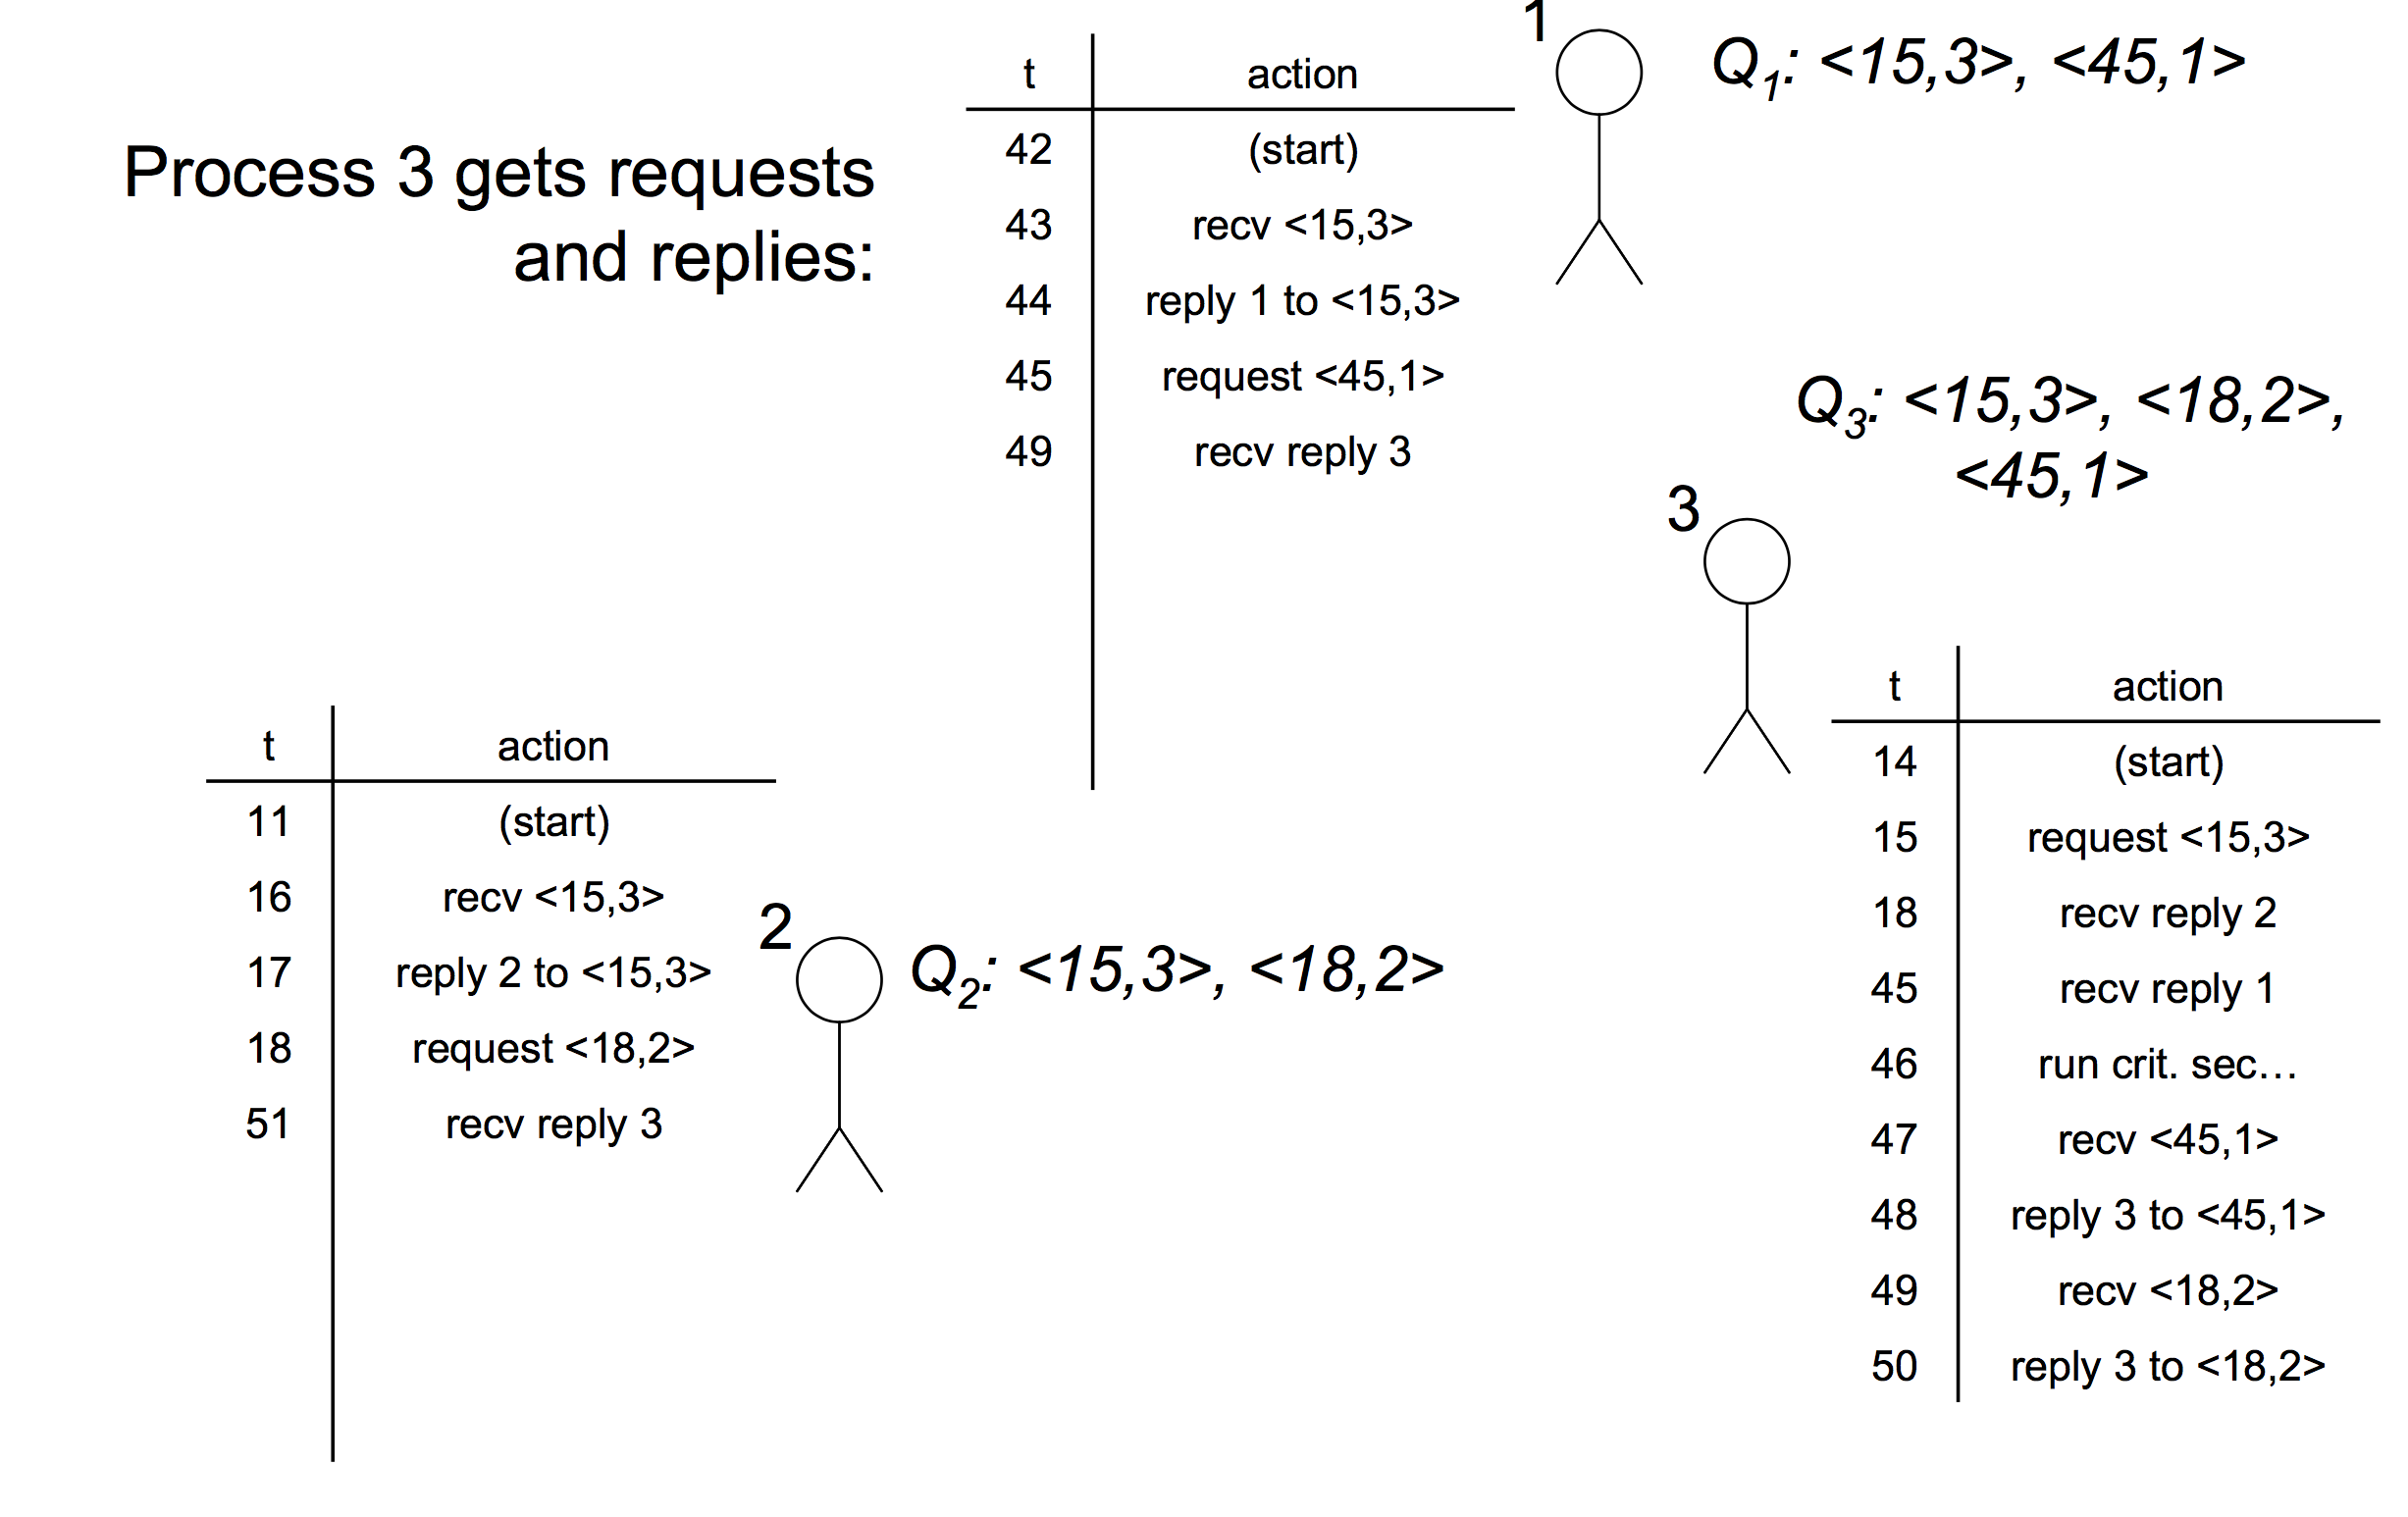 Process 3 gets requests
and replies:
t action
42 (start)
43 recv <15,3>
44 reply 1 to <15,3>
45 request <45,1>
49 recv reply 3
1
Q1: <15,3>, <45,1>
Q3: <15,3>, <18,2>,
<45,1>
3
t action
11 (start)
16 recv <15,3>
17 reply 2 to <15,3>
18 request <18,2>
51 recv reply 3
2
Q2: <15,3>, <18,2>
t action
14 (start)
15 request <15,3>
18 recv reply 2
45 recv reply 1
46 run crit. sec…
47 recv <45,1>
48 reply 3 to <45,1>
49 recv <18,2>
50 reply 3 to <18,2>